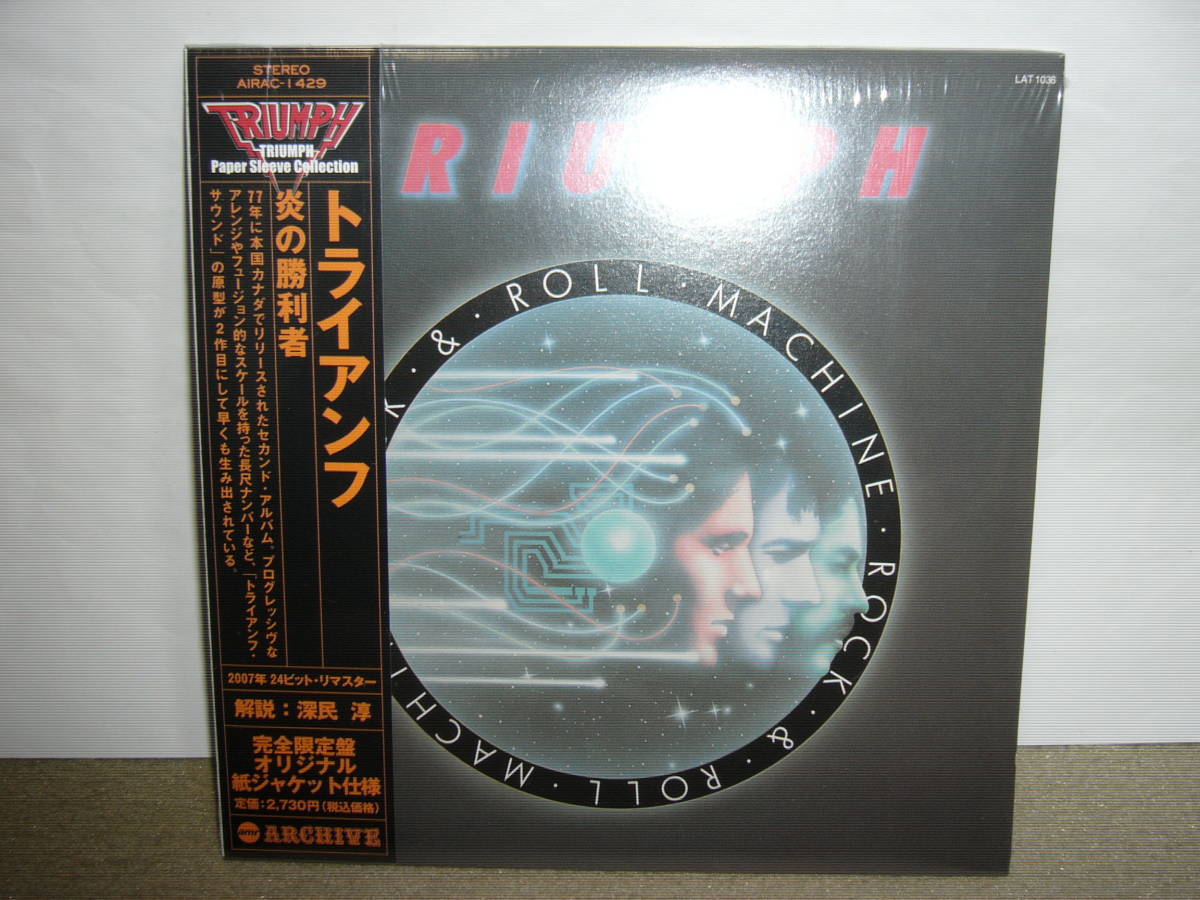 STEREO
AIRAC-1429
TRIUMPH
TRIUMPH
Paper Sleeve Collection
トライアンフ
炎の勝利者
77年に本国カナダでリリースされたセカンド・アルバム。プログレッシヴな
アレンジやフュージョン的なスケールを持った長尺ナンバーなど、「トライアンフ・
サウンド」の原型が2作目にして早くも生み出されている。
2007年 24ビット・リマスター
解説：深民 淳
完全限定盤
オリジナル
紙ジャケット仕様
定価：2,730円（税込価格）
amr ARCHIVE
LAT 1036
RIU PH
K · & · ROLL · MACHINE · ROCK · & · ROLL · MACHI